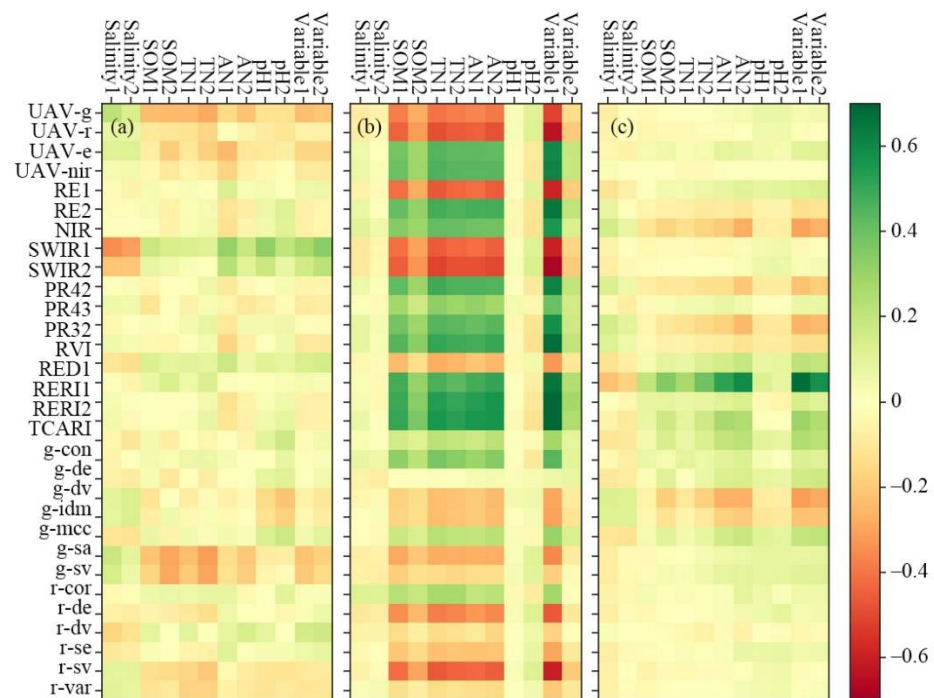 Salinity1 Salinity2 SOM1 SOM2 TN1 TN2 AN1 AN2 pH1 pH2 Variable1 Variable2
Salinity1 Salinity2 SOM1 SOM2 TN1 TN2 AN1 AN2 pH1 pH2 Variable1 Variable2
Salinity1 Salinity2 SOM1 SOM2 TN1 TN2 AN1 AN2 pH1 pH2 Variable1 Variable2
(a)
(b)
(c)
UAV-g
UAV-r
UAV-e
UAV-nir
RE1
RE2
NIR
SWIR1
SWIR2
PR42
PR43
PR32
RVI
RED1
RERI1
RERI2
TCARI
g-con
g-de
g-dv
g-idm
g-mcc
g-sa
g-sv
r-cor
r-de
r-dv
r-se
r-sv
r-var
0.6
0.4
0.2
0
−0.2
−0.4
−0.6